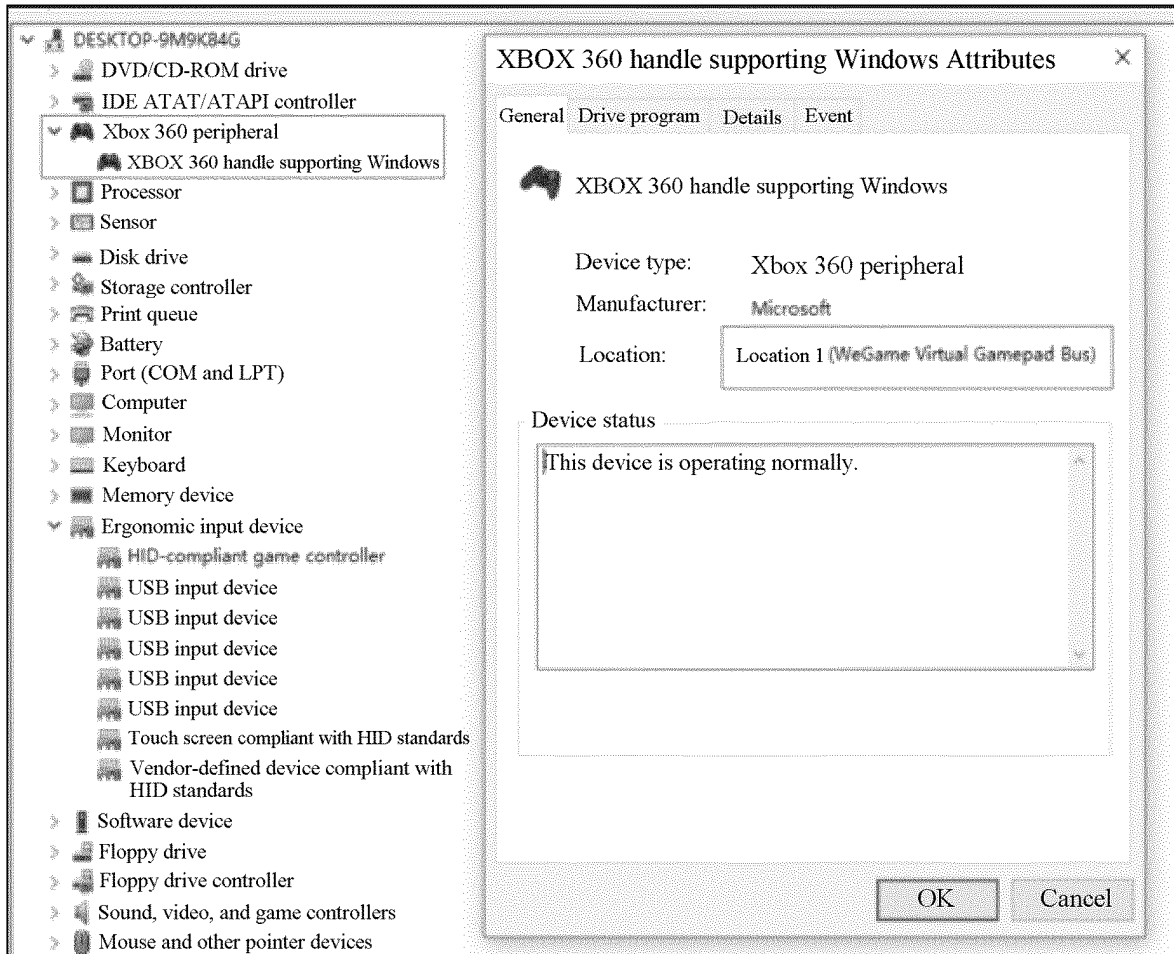 DESKTOP-9M9K84G
DVD/CD-ROM drive
IDE ATAT/ATAPI controller
Xbox 360 peripheral
XBOX 360 handle supporting Windows
Processor
Sensor
Disk drive
Storage controller
Print queue
Battery
Port (COM and LPT)
Computer
Monitor
Keyboard
Memory device
Ergonomic input device
HID-compliant game controller
USB input device
USB input device
USB input device
USB input device
USB input device
Touch screen compliant with HID standards
Vendor-defined device compliant with
HID standards
Software device
Floppy drive
Floppy drive controller
Sound, video, and game controllers
Mouse and other pointer devices
XBOX 360 handle supporting Windows Attributes
General Drive program Details Event
XBOX 360 handle supporting Windows
Device type: Xbox 360 peripheral
Manufacturer: Microsoft
Location: Location 1 (WeGame Virtual Gamepad Bus)
Device status
This device is operating normally.
OK Cancel